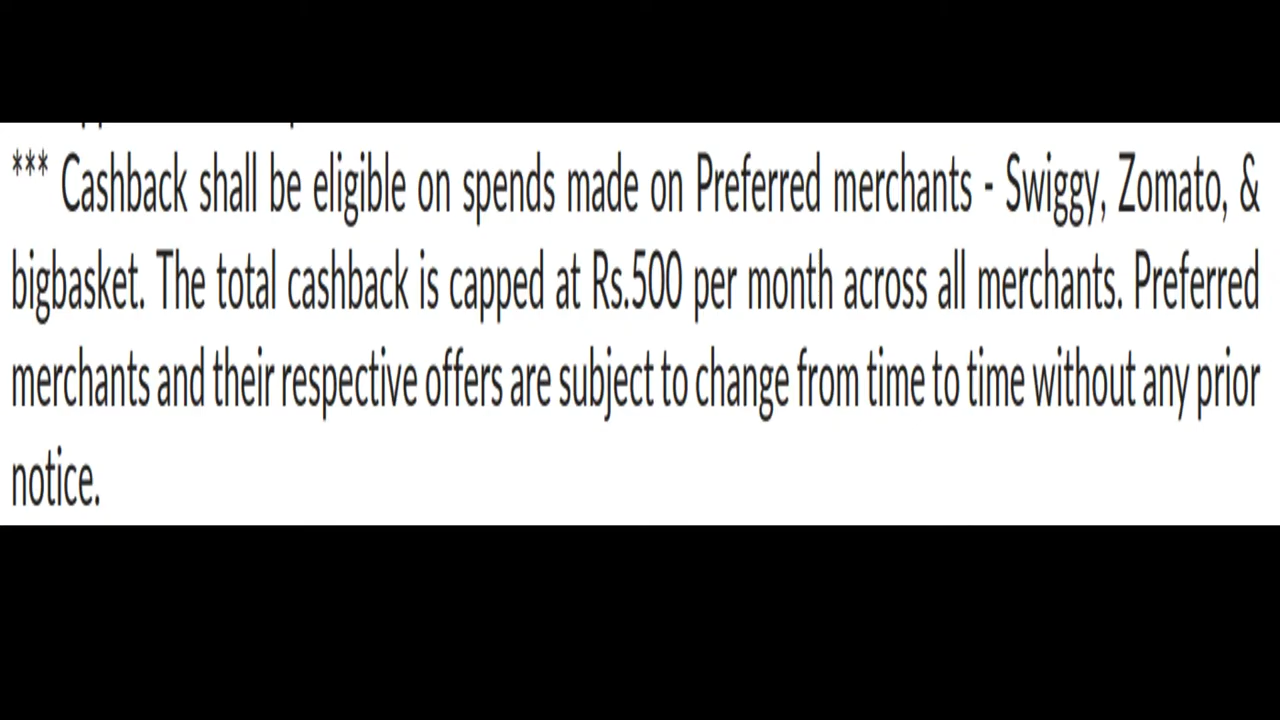 *** Cashback shall be eligible on spends made on Preferred merchants - Swiggy, Zomato, &
bigbasket. The total cashback is capped at Rs.500 per month across all merchants. Preferred
merchants and their respective offers are subject to change from time to time without any prior
notice.